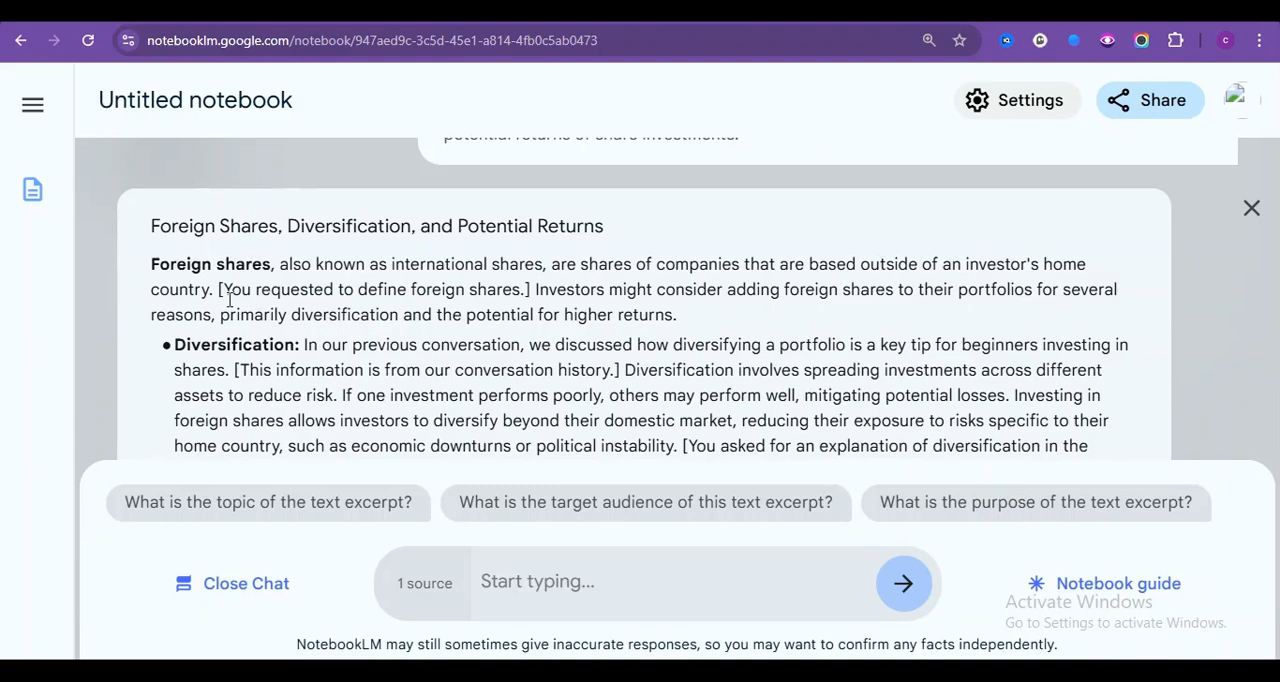 notebooklm.google.com/notebook/947aed9c-3c5d-45e1-a814-4fb0c5ab0473
C
Untitled notebook
Settings
Share
potential returns of share investments.
Foreign Shares, Diversification, and Potential Returns
Foreign shares, also known as international shares, are shares of companies that are based outside of an investor's home
country. [You requested to define foreign shares.] Investors might consider adding foreign shares to their portfolios for several
reasons, primarily diversification and the potential for higher returns.
• Diversification: In our previous conversation, we discussed how diversifying a portfolio is a key tip for beginners investing in
shares. [This information is from our conversation history.] Diversification involves spreading investments across different
assets to reduce risk. If one investment performs poorly, others may perform well, mitigating potential losses. Investing in
foreign shares allows investors to diversify beyond their domestic market, reducing their exposure to risks specific to their
home country, such as economic downturns or political instability. [You asked for an explanation of diversification in the
What is the topic of the text excerpt?
What is the target audience of this text excerpt?
What is the purpose of the text excerpt?
Close Chat
1 source
Start typing...
Notebook guide
Activate Windows
Go to Settings to activate Windows.
NotebookLM may still sometimes give inaccurate responses, so you may want to confirm any facts independently.